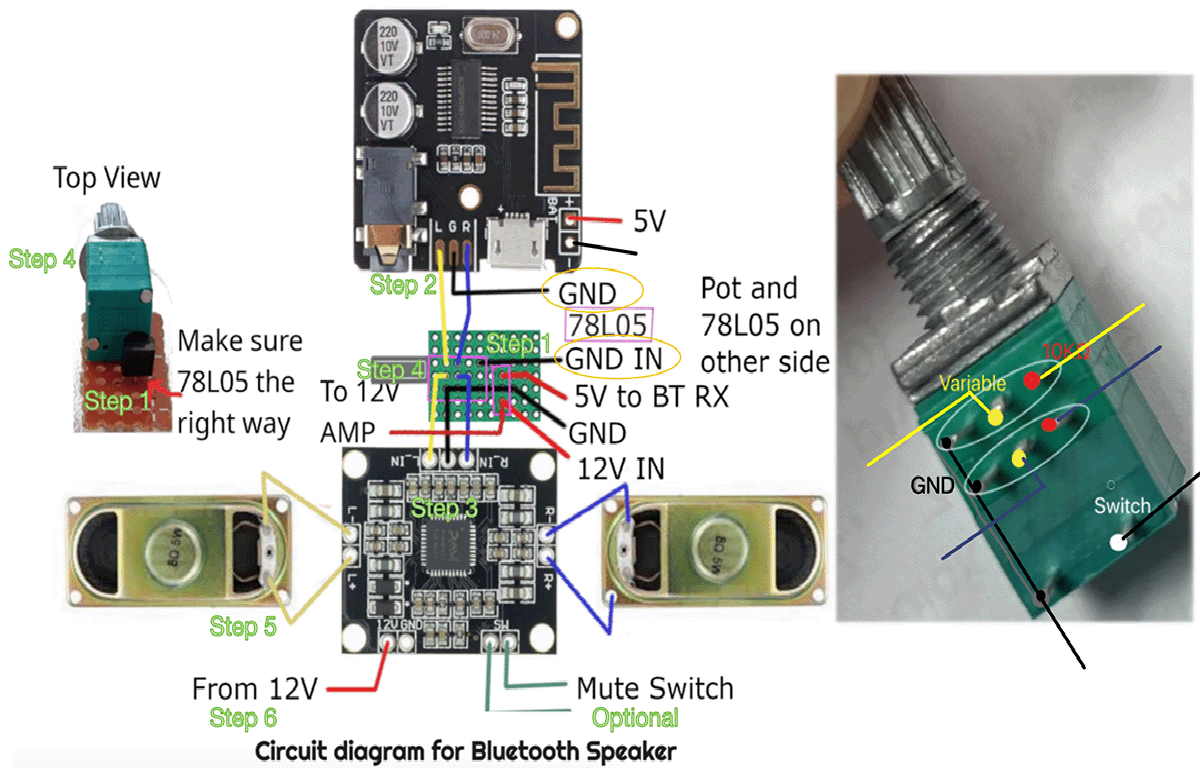 220
10V
VT
220
10V
VT
Top View
Step 4
Make sure
78L05 the
right way
Step 1
L G R
+
BAT
-
5V
Step 2
GND
78L05
Step 1
GND IN
Step 4
To 12V
AMP
5V to BT RX
GND
12V IN
Pot and
78L05 on
other side
L_IN
R_IN
Step 3
L-
L+
R-
R+
8Ω 5W
Step 5
12V GND
SW
From 12V
Step 6
Mute Switch
Optional
Circuit diagram for Bluetooth Speaker
10KΩ
Variable
GND
Switch